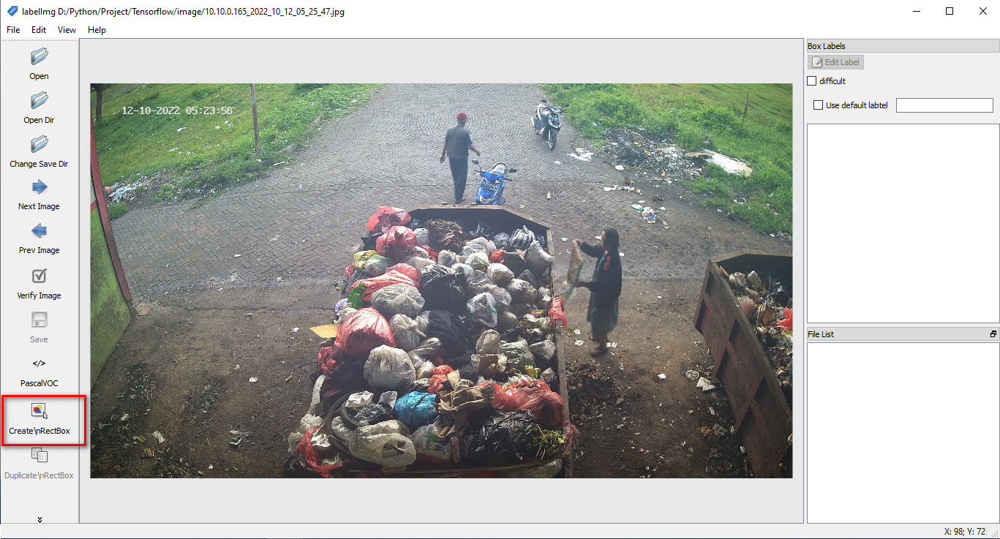 labelImg D:/Python/Project/Tensorflow/image/10.10.0.165_2022_10_12_05_25_47.jpg
File Edit View Help
Open
Open Dir
Change Save Dir
Next Image
Prev Image
Verify Image
Save
</>
PascalVOC
Create\nRectBox
Duplicate\nRectBox
12-10-2022 05:23:56
Box Labels
Edit Label
difficult
Use default labtel
File List
X: 98; Y: 72